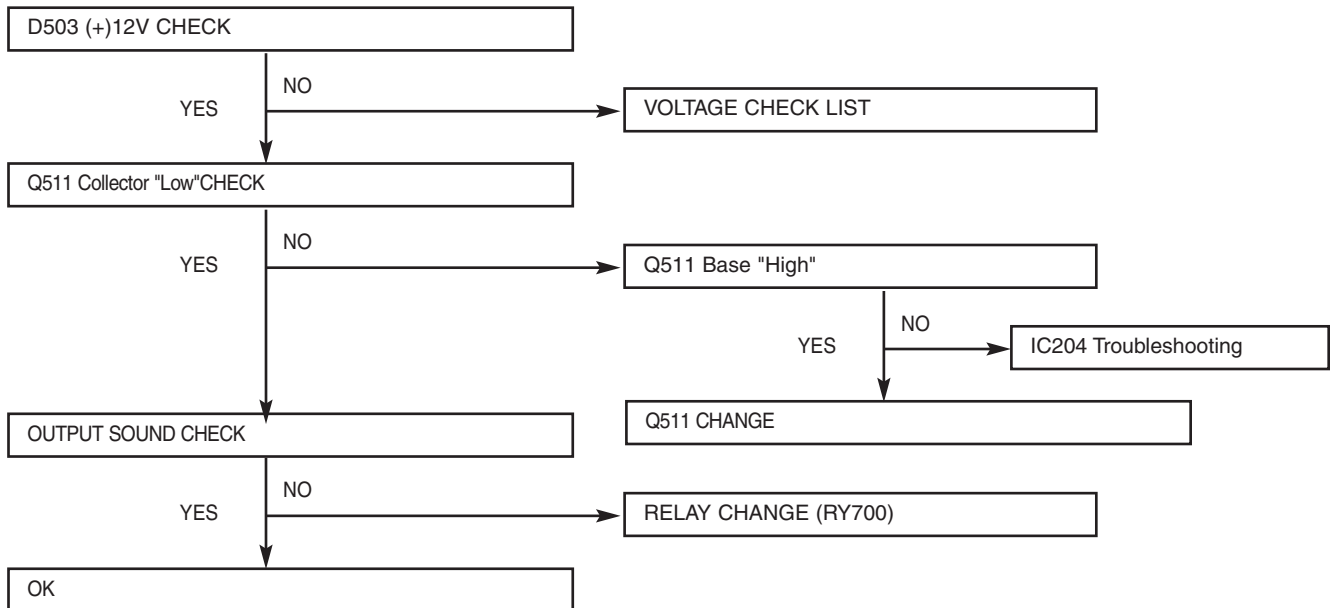 D503 (+)12V CHECK
NO
YES
VOLTAGE CHECK LIST
Q511 Collector "Low"CHECK
NO
YES
Q511 Base "High"
NO
YES
IC204 Troubleshooting
OUTPUT SOUND CHECK
Q511 CHANGE
NO
YES
RELAY CHANGE (RY700)
OK